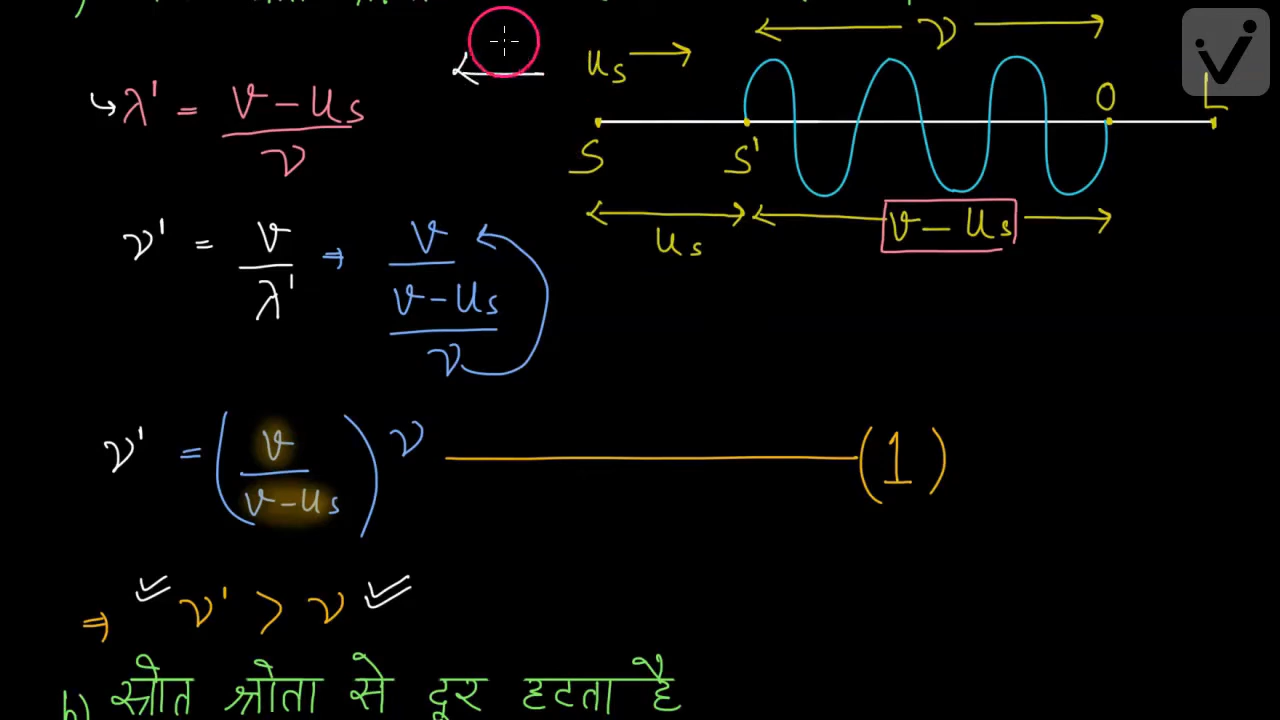 λ' = v - us / ν
ν' = v / λ' ⇒ v / (v - us / ν)
ν' = ( v / v - us ) ν ——— (1)
⇒ ν' > ν
b) स्रोत श्रोता से दूर हटता है
us →
ν
S S' O L
us
v - us